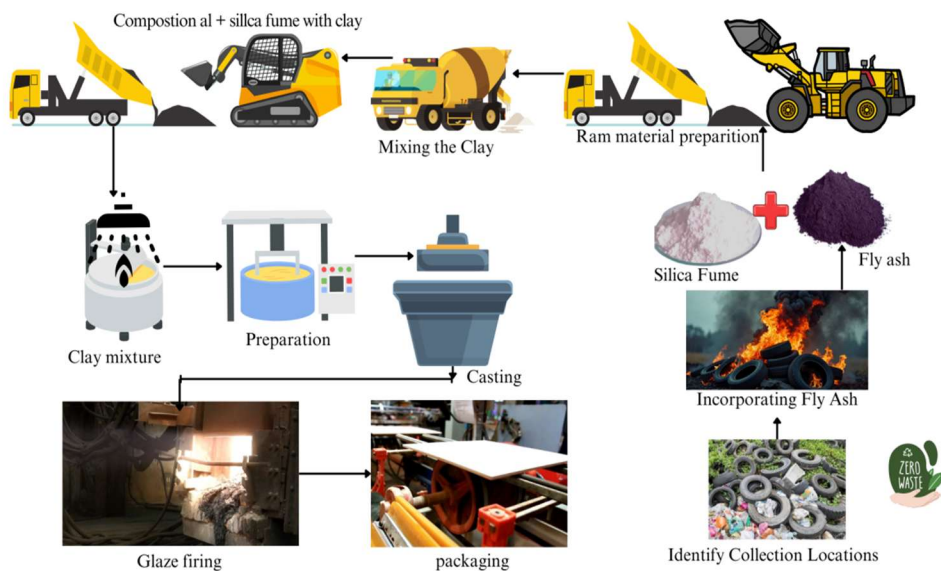 Compostion al + sillca fume with clay
Mixing the Clay
Ram material prepartition
Silica Fume
Fly ash
Clay mixture
Preparation
Casting
Incorporating Fly Ash
ZERO
WASTE
Glaze firing
packaging
Identify Collection Locations